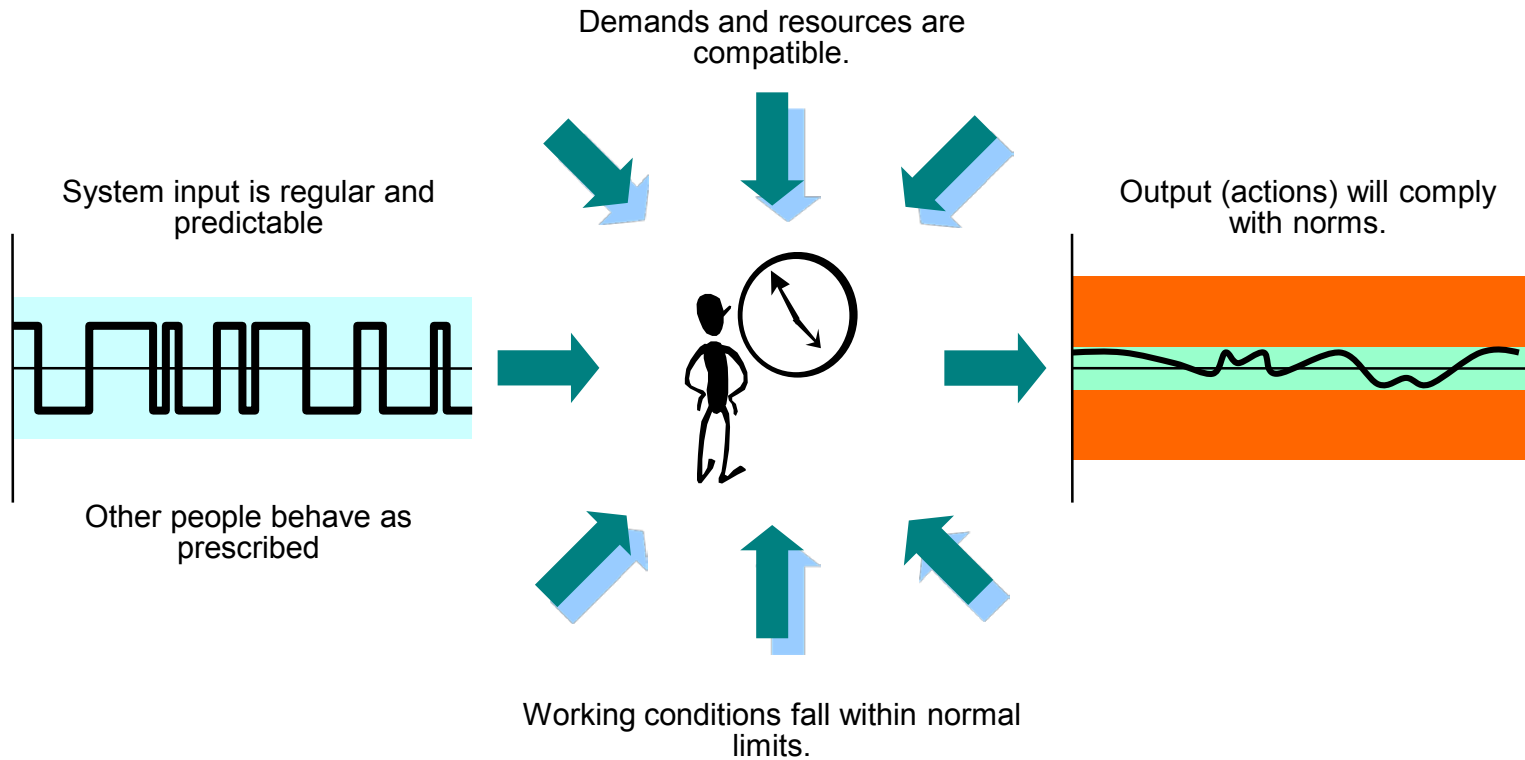 Demands and resources are
compatible.
System input is regular and
predictable
Output (actions) will comply
with norms.
Other people behave as
prescribed
Working conditions fall within normal
limits.